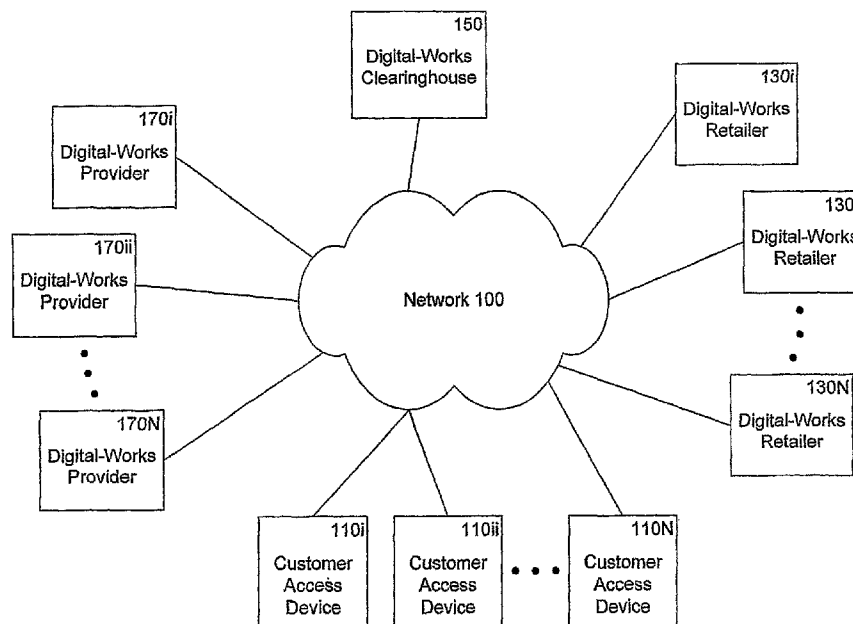 150
Digital-Works
Clearinghouse
130i
Digital-Works
Retailer
170i
Digital-Works
Provider
130
Digital-Works
Retailer
170ii
Digital-Works
Provider
Network 100
130N
Digital-Works
Retailer
170N
Digital-Works
Provider
110i
Customer
Access
Device
110ii
Customer
Access
Device
110N
Customer
Access
Device